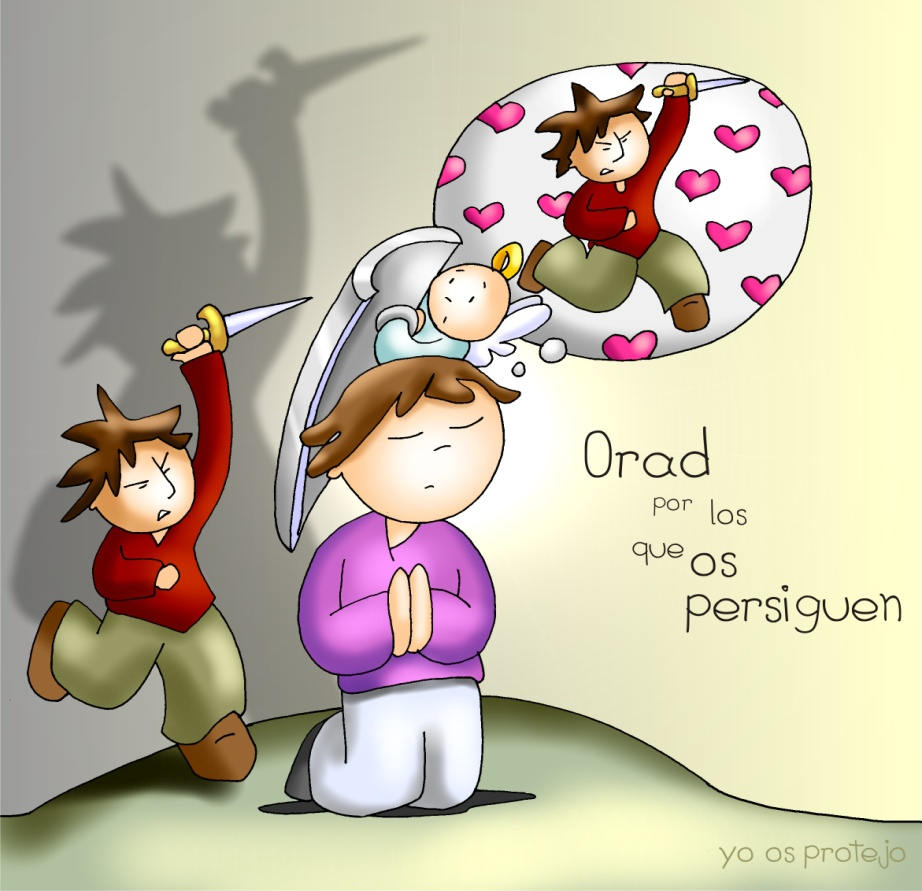 Orad
por los
que os
persiguen
yo os protejo